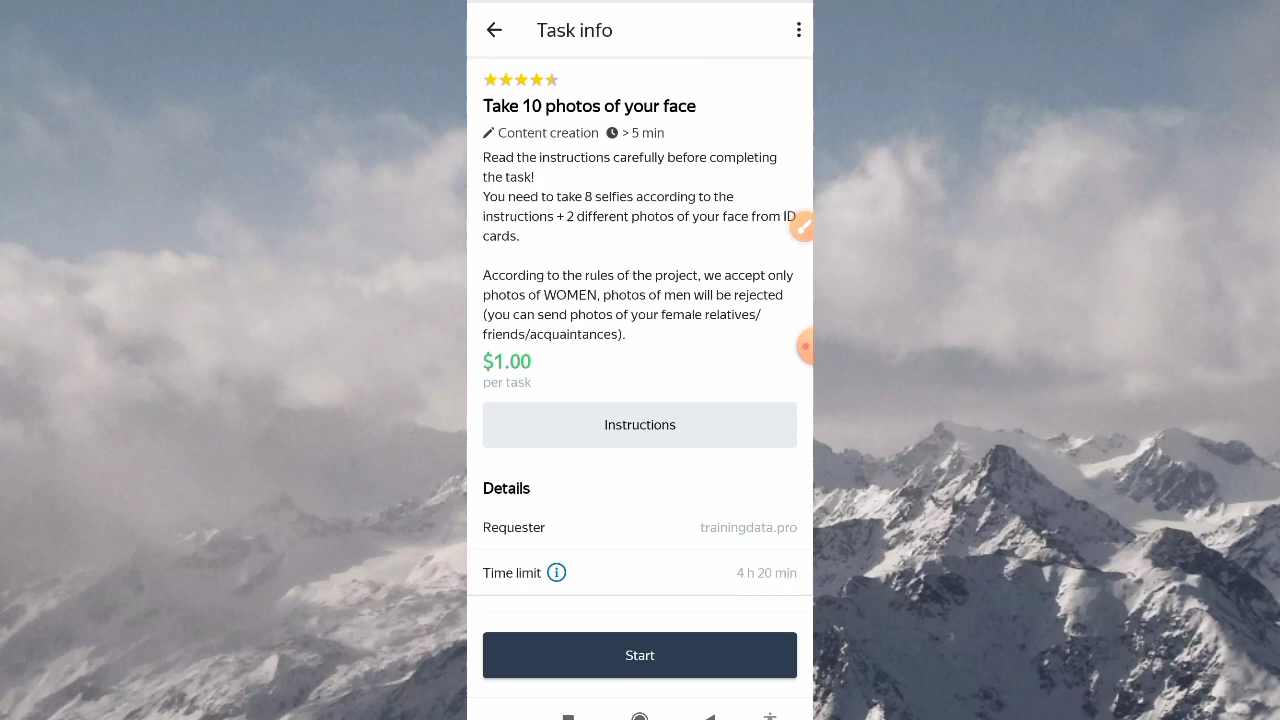 Task info
Take 10 photos of your face
Content creation > 5 min
Read the instructions carefully before completing
the task!
You need to take 8 selfies according to the
instructions + 2 different photos of your face from ID
cards.
According to the rules of the project, we accept only
photos of WOMEN, photos of men will be rejected
(you can send photos of your female relatives/
friends/acquaintances).
$1.00
per task
Instructions
Details
Requester trainingdata.pro
Time limit 4 h 20 min
Start